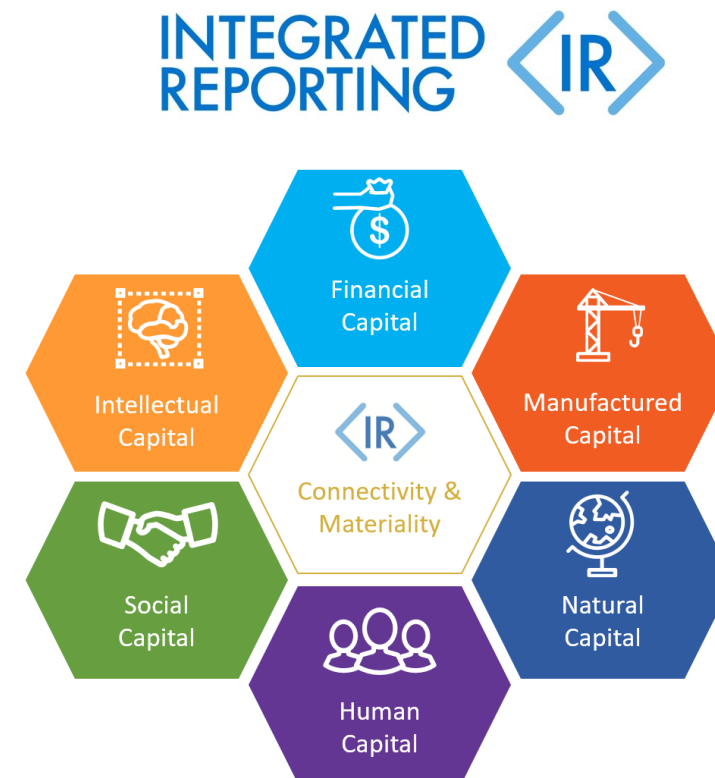 INTEGRATED
REPORTING
<IR>
$
Financial
Capital
Intellectual
Capital
Manufactured
Capital
<IR>
Connectivity &
Materiality
Social
Capital
Natural
Capital
Human
Capital